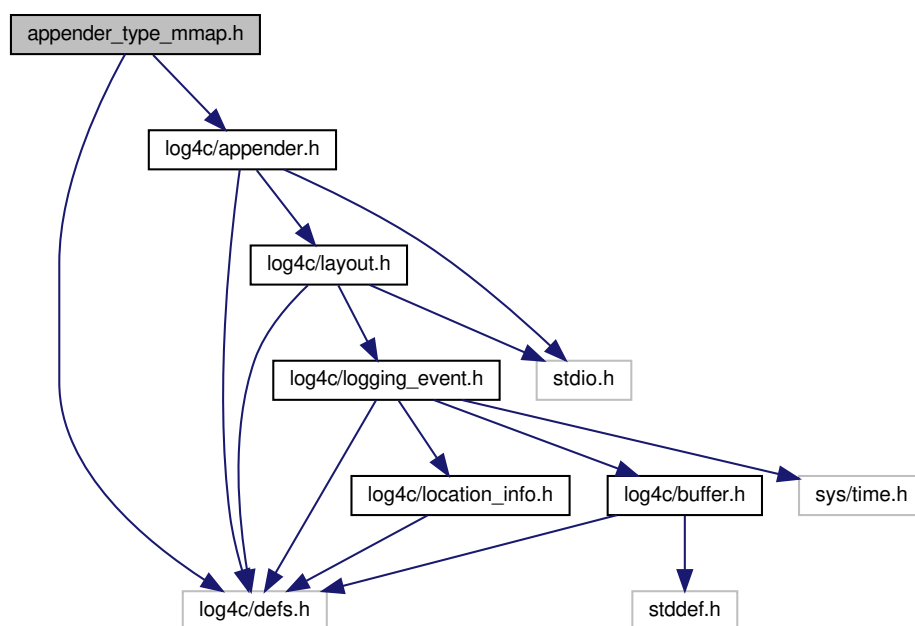 appender_type_mmap.h
log4c/appender.h
log4c/layout.h
log4c/logging_event.h
stdio.h
log4c/location_info.h
log4c/buffer.h
sys/time.h
log4c/defs.h
stddef.h